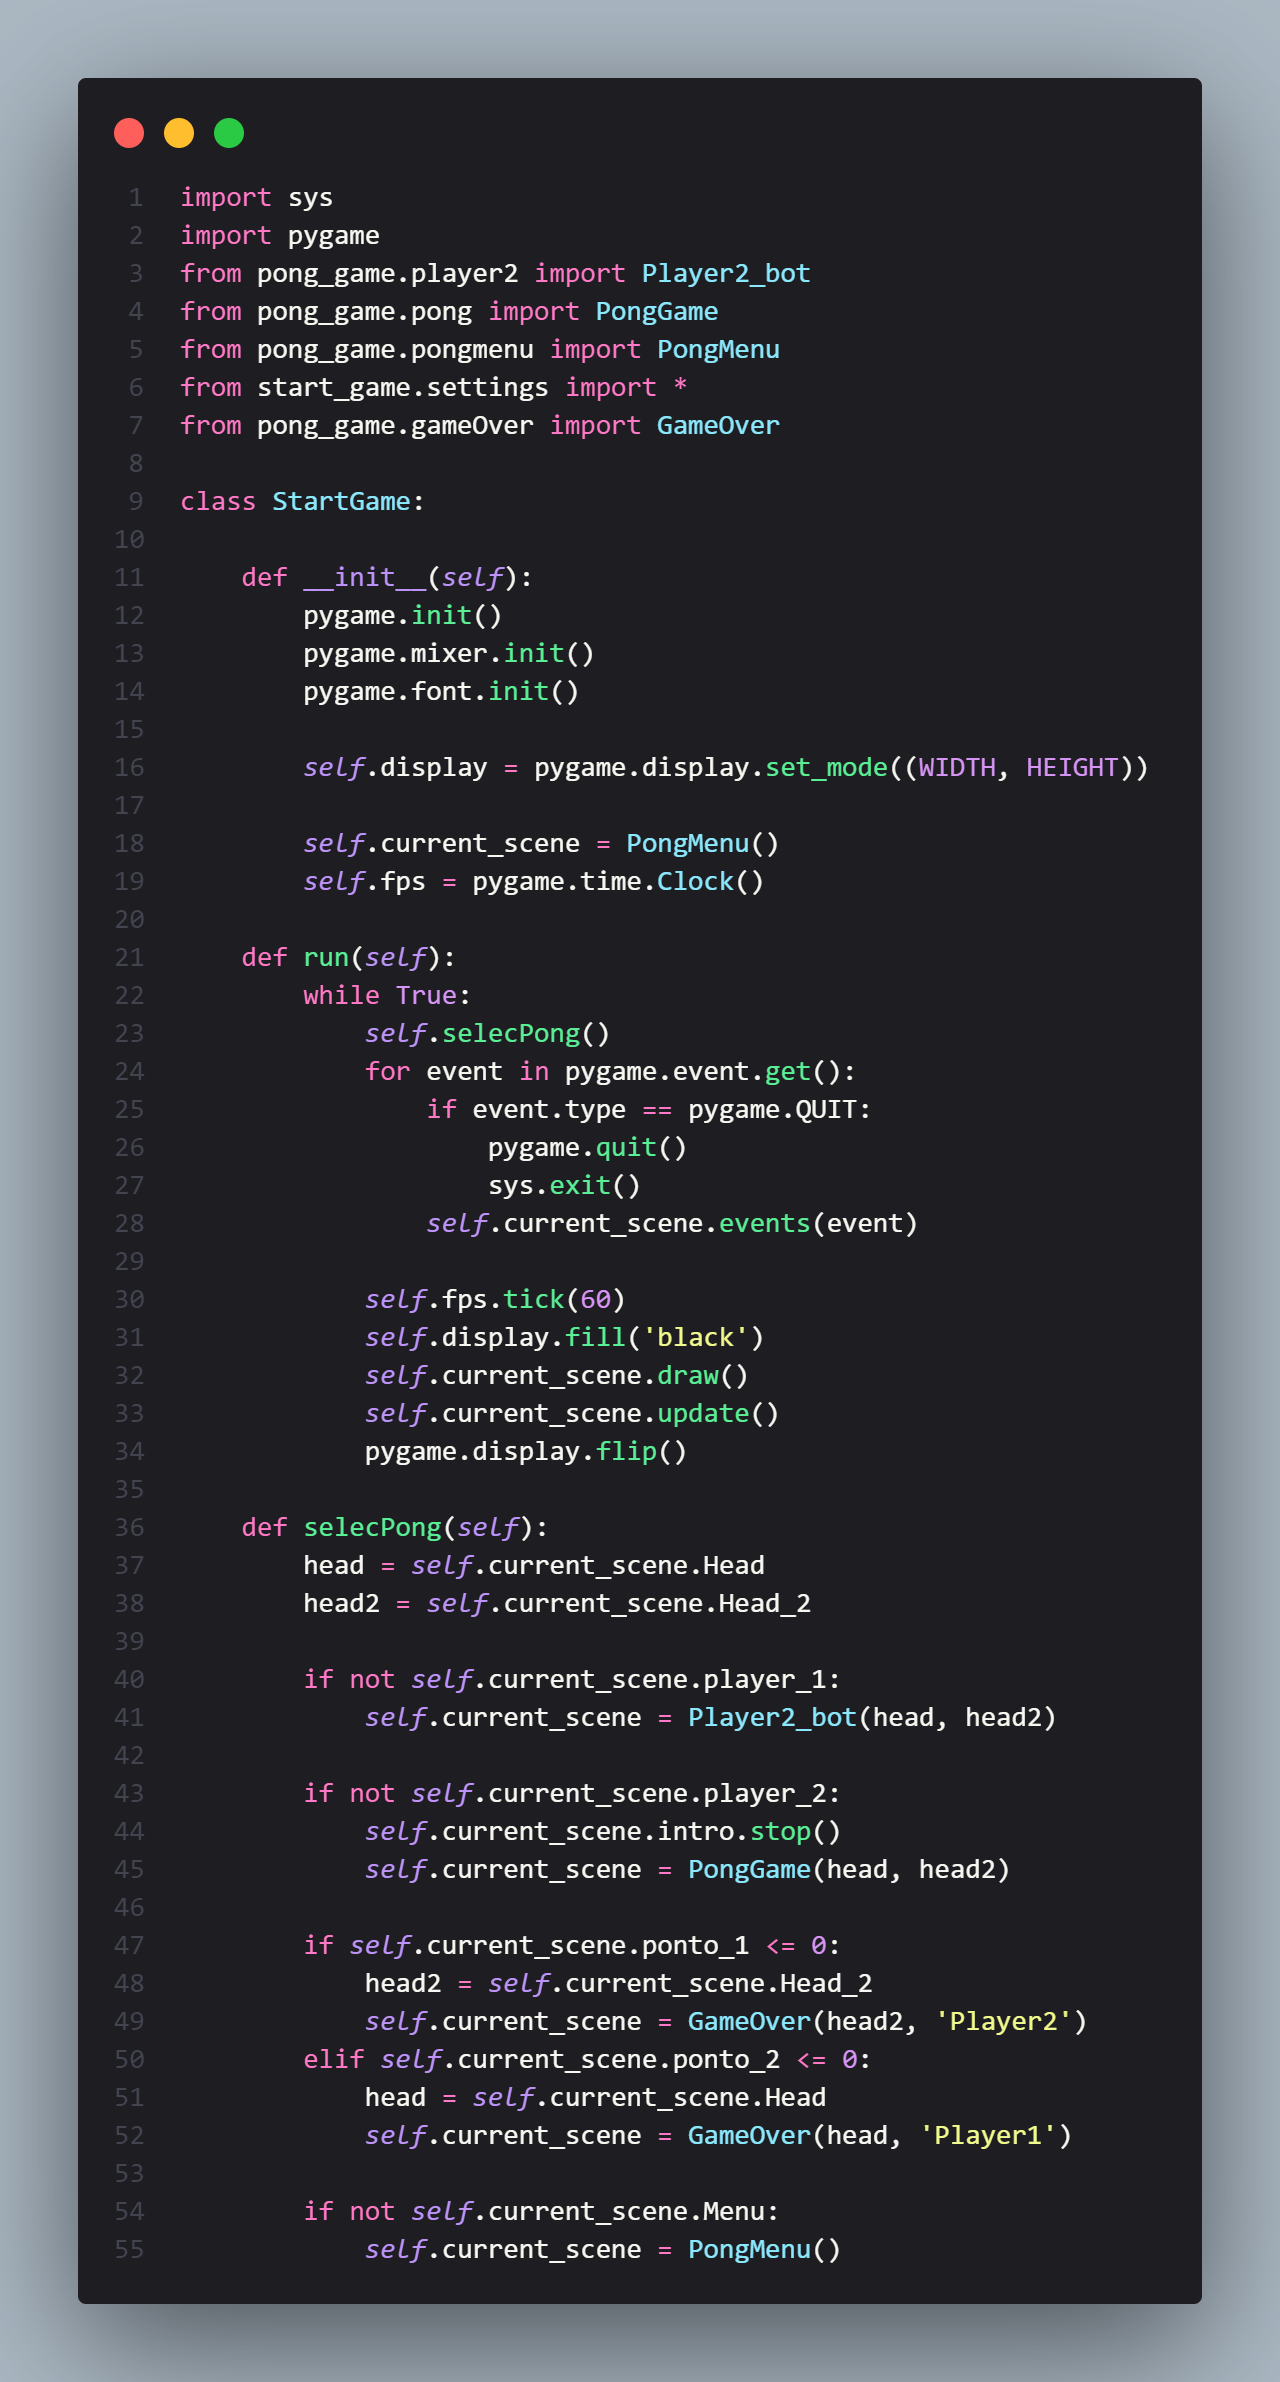 1 import sys
2 import pygame
3 from pong_game.player2 import Player2_bot
4 from pong_game.pong import PongGame
5 from pong_game.pongmenu import PongMenu
6 from start_game.settings import *
7 from pong_game.gameOver import GameOver
8
9 class StartGame:
10
11     def __init__(self):
12         pygame.init()
13         pygame.mixer.init()
14         pygame.font.init()
15
16         self.display = pygame.display.set_mode((WIDTH, HEIGHT))
17
18         self.current_scene = PongMenu()
19         self.fps = pygame.time.Clock()
20
21     def run(self):
22         while True:
23             self.selecPong()
24             for event in pygame.event.get():
25                 if event.type == pygame.QUIT:
26                     pygame.quit()
27                     sys.exit()
28                 self.current_scene.events(event)
29
30             self.fps.tick(60)
31             self.display.fill('black')
32             self.current_scene.draw()
33             self.current_scene.update()
34             pygame.display.flip()
35
36     def selecPong(self):
37         head = self.current_scene.Head
38         head2 = self.current_scene.Head_2
39
40         if not self.current_scene.player_1:
41             self.current_scene = Player2_bot(head, head2)
42
43         if not self.current_scene.player_2:
44             self.current_scene.intro.stop()
45             self.current_scene = PongGame(head, head2)
46
47         if self.current_scene.ponto_1 <= 0:
48             head2 = self.current_scene.Head_2
49             self.current_scene = GameOver(head2, 'Player2')
50         elif self.current_scene.ponto_2 <= 0:
51             head = self.current_scene.Head
52             self.current_scene = GameOver(head, 'Player1')
53
54         if not self.current_scene.Menu:
55             self.current_scene = PongMenu()